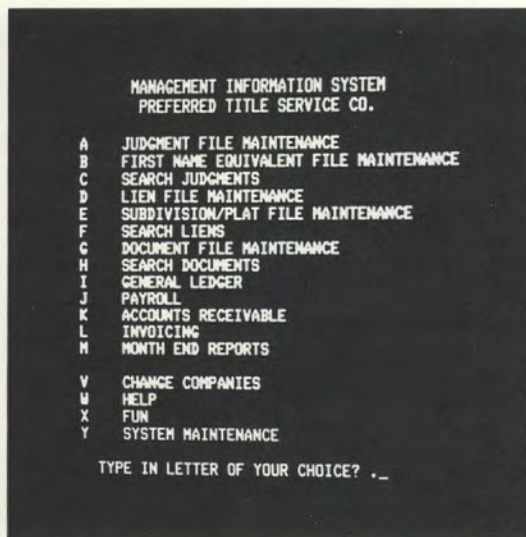 MANAGEMENT INFORMATION SYSTEM
PREFERRED TITLE SERVICE CO.
A JUDGMENT FILE MAINTENANCE
B FIRST NAME EQUIVALENT FILE MAINTENANCE
C SEARCH JUDGMENTS
D LIEN FILE MAINTENANCE
E SUBDIVISION/PLAT FILE MAINTENANCE
F SEARCH LIENS
G DOCUMENT FILE MAINTENANCE
H SEARCH DOCUMENTS
I GENERAL LEDGER
J PAYROLL
K ACCOUNTS RECEIVABLE
L INVOICING
M MONTH END REPORTS
V CHANGE COMPANIES
W HELP
X FUN
Y SYSTEM MAINTENANCE
TYPE IN LETTER OF YOUR CHOICE? ._